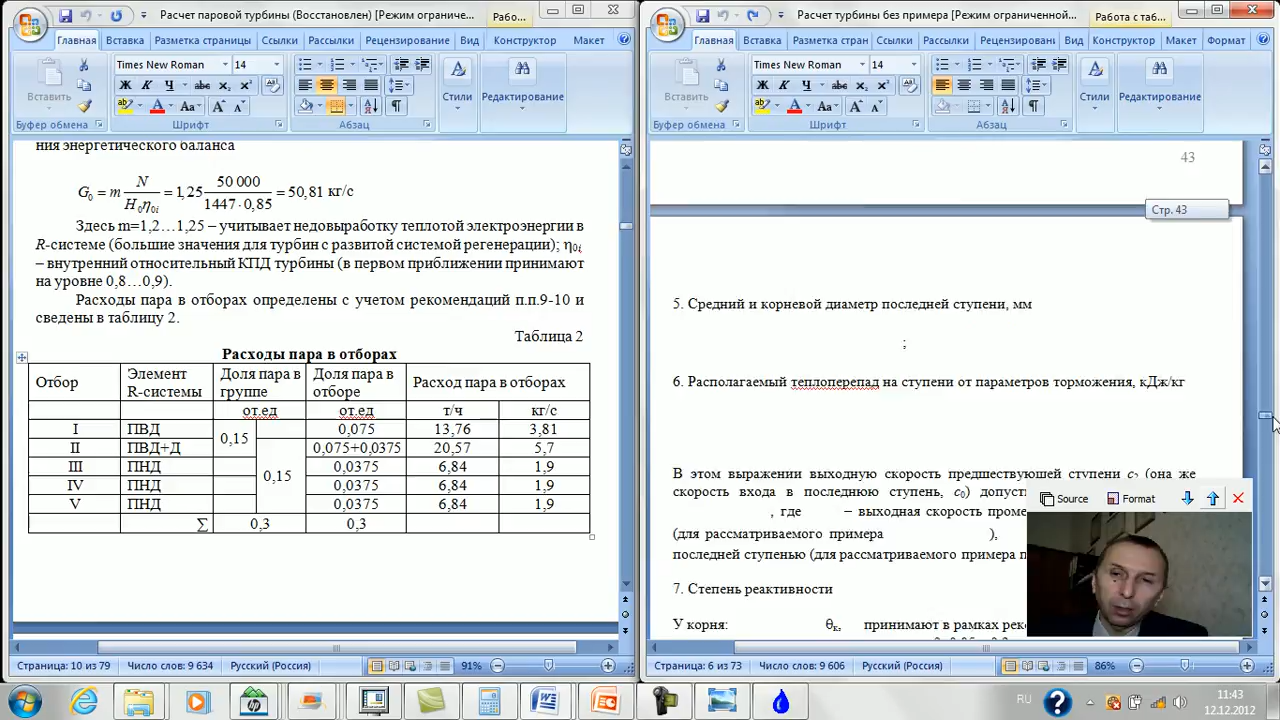 Расчет паровой турбины (Восстановлен) [Режим ограниче...
Рабо...
Главная Вставка Разметка страницы Ссылки Рассылки Рецензирование Вид Конструктор Макет
Times New Roman 14
Ж К Ч abc x₂ x² Aa
Вставить
Стили
Редактирование
Буфер обмена Шрифт Абзац
ния энергетического баланса
G₀ = m N / (H₀η₀ᵢ) = 1,25 50 000 / (1447 · 0,85) = 50,81 кг/с
Здесь m=1,2…1,25 – учитывает недовыработку теплотой электроэнергии в
R-системе (большие значения для турбин с развитой системой регенерации); η₀ᵢ
– внутренний относительный КПД турбины (в первом приближении принимают
на уровне 0,8…0,9).
Расходы пара в отборах определены с учетом рекомендаций п.п.9-10 и
сведены в таблицу 2.
Таблица 2
Расходы пара в отборах
Отбор Элемент R-системы Доля пара в группе Доля пара в отборе Расход пара в отборах
от.ед от.ед т/ч кг/с
I ПВД 0,15 0,075 13,76 3,81
II ПВД+Д 0,075+0,0375 20,57 5,7
III ПНД 0,0375 6,84 1,9
IV ПНД 0,15 0,0375 6,84 1,9
V ПНД 0,0375 6,84 1,9
Σ 0,3 0,3
Страница: 10 из 79 Число слов: 9 634 Русский (Россия) 91%
Расчет турбины без примера [Режим ограниченной...
Работа с таб...
Главная Вставка Разметка стран Ссылки Рассылки Рецензировані Вид Конструктор Макет Формат
Times New Roman 14
Ж К Ч abc x₂ x² Aa
Вставить
Стили
Редактирование
Буфер обмена Шрифт Абзац
43
Стр. 43
5. Средний и корневой диаметр последней ступени, мм
;
6. Располагаемый теплоперепад на ступени от параметров торможения, кДж/кг
В этом выражении выходную скорость предшествующей ступени c₂ (она же
скорость входа в последнюю ступень, c₀) допуст
, где – выходная скорость проме
(для рассматриваемого примера ),
последней ступенью (для рассматриваемого примера п
7. Степень реактивности
У корня: θк, принимают в рамках рек
Source Format
Страница: 6 из 73 Число слов: 9 606 Русский (Россия) 86%
RU
11:43
12.12.2012